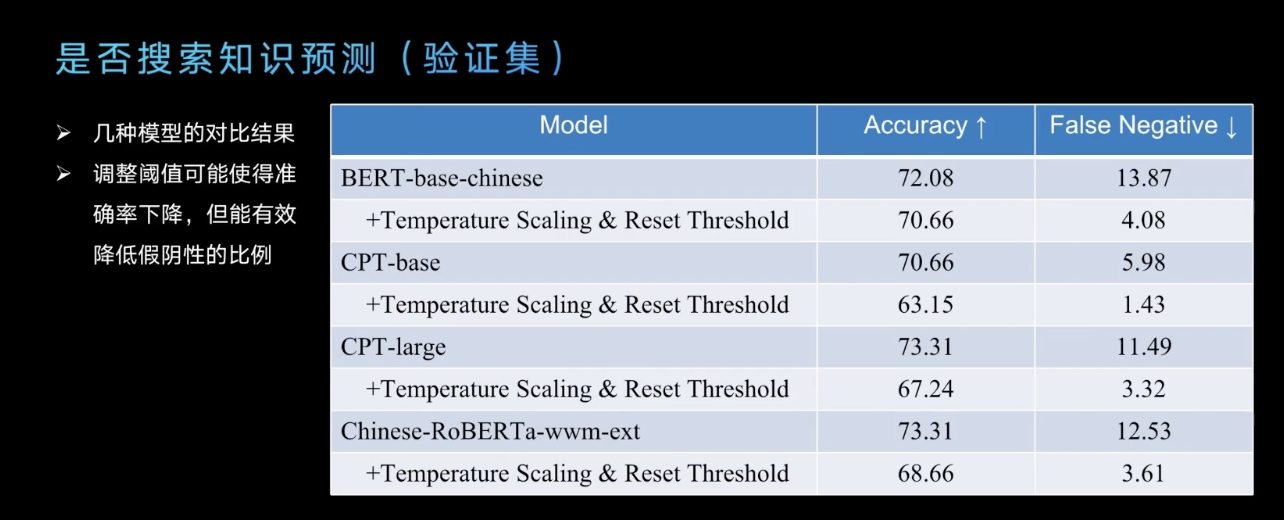 是否搜索知识预测（验证集）
➢ 几种模型的对比结果
➢ 调整阈值可能使得准
确率下降，但能有效
降低假阴性的比例
Model Accuracy ↑ False Negative ↓
BERT-base-chinese 72.08 13.87
+Temperature Scaling & Reset Threshold 70.66 4.08
CPT-base 70.66 5.98
+Temperature Scaling & Reset Threshold 63.15 1.43
CPT-large 73.31 11.49
+Temperature Scaling & Reset Threshold 67.24 3.32
Chinese-RoBERTa-wwm-ext 73.31 12.53
+Temperature Scaling & Reset Threshold 68.66 3.61